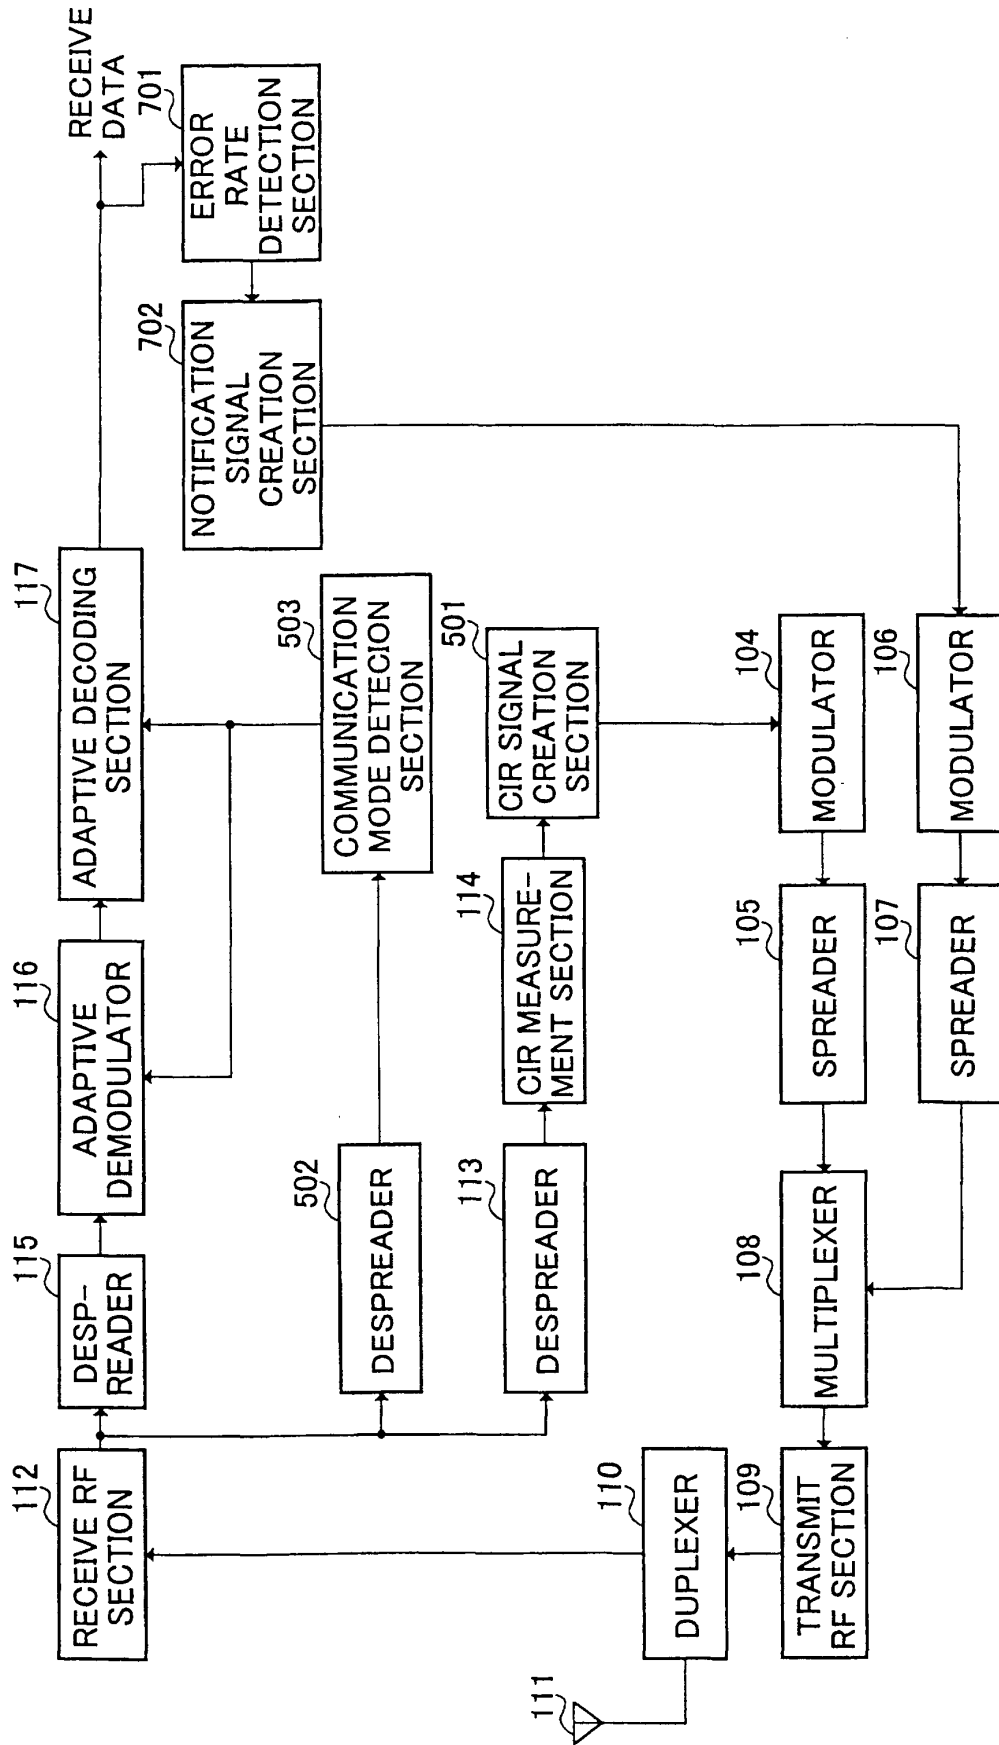 112
RECEIVE RF
SECTION
115
DESP-
READER
116
ADAPTIVE
DEMODULATOR
117
ADAPTIVE DECODING
SECTION
RECEIVE
DATA
701
ERROR
RATE
DETECTION
SECTION
702
NOTIFICATION
SIGNAL
CREATION
SECTION
502
DESPREADER
503
COMMUNICATION
MODE DETECION
SECTION
113
DESPREADER
114
CIR MEASURE-
MENT SECTION
501
CIR SIGNAL
CREATION
SECTION
111
110
DUPLEXER
109
TRANSMIT
RF SECTION
108
MULTIPLEXER
105
SPREADER
104
MODULATOR
107
SPREADER
106
MODULATOR